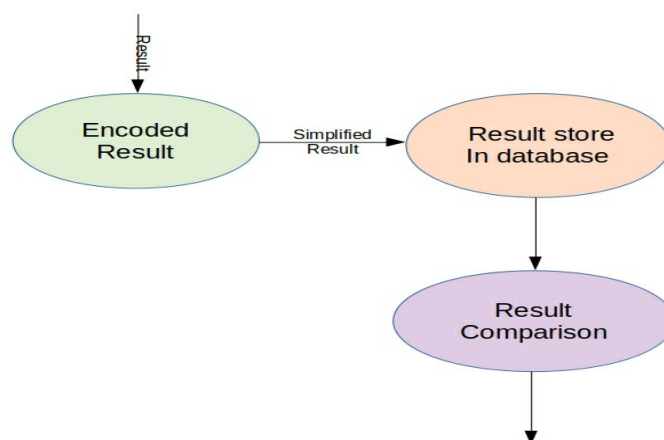 Result
Encoded
Result
Simplified
Result
Result store
In database
Result
Comparison